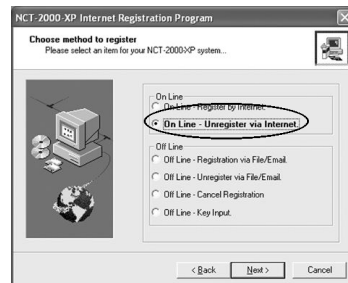 NCT-2000-XP Internet Registration Program
Choose method to register
Please select an item for your NCT-2000-XP system...
On Line
On Line - Register by Internet.
On Line - Unregister via Internet.
Off Line
Off Line - Registration via File/Email.
Off Line - Unregister via File/Email.
Off Line - Cancel Registration
Off Line - Key Input.
< Back
Next >
Cancel